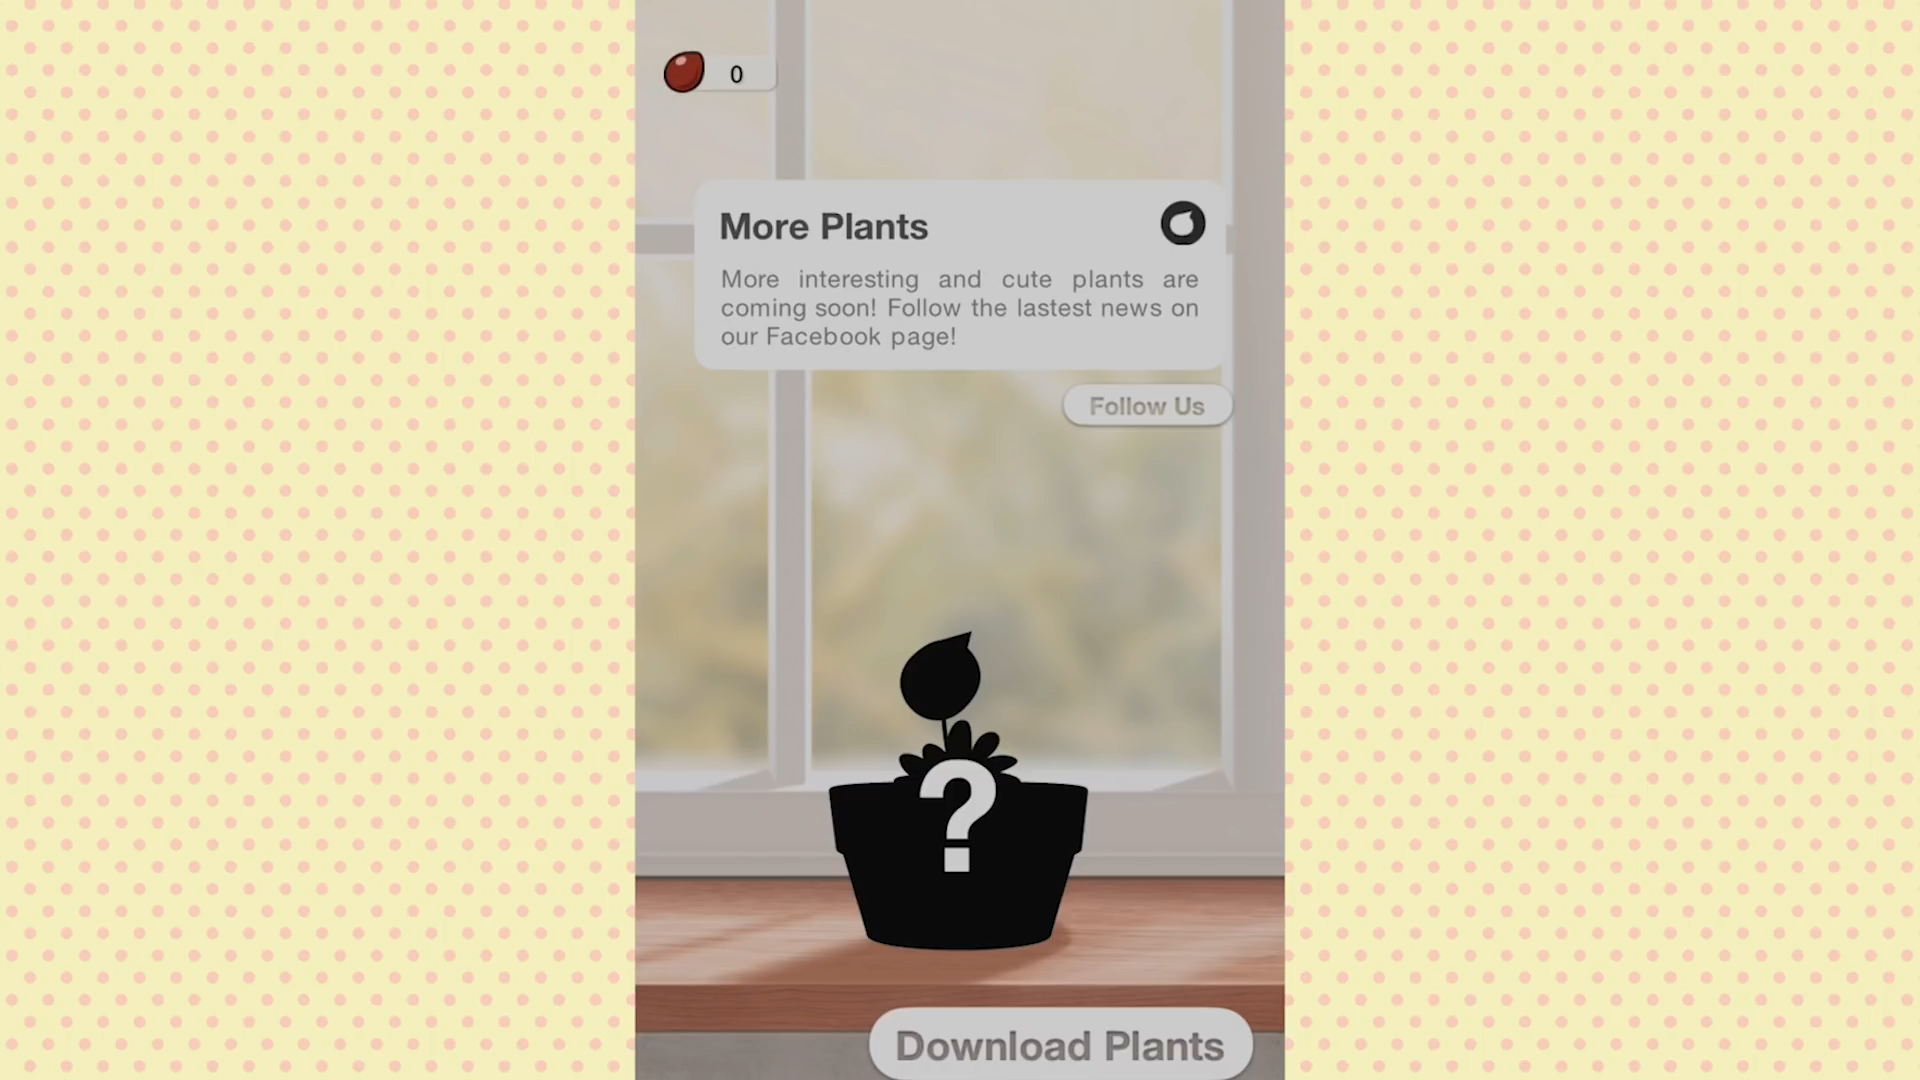 0
More Plants
More interesting and cute plants are
coming soon! Follow the lastest news on
our Facebook page!
Follow Us
?
Download Plants